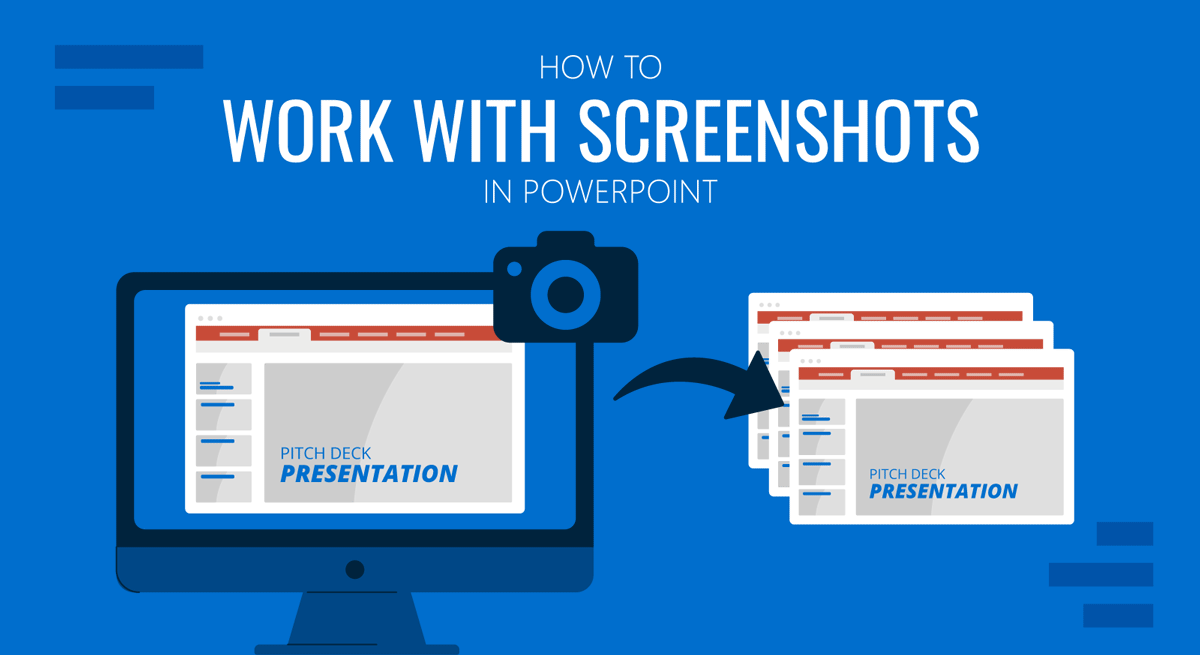 HOW TO
WORK WITH SCREENSHOTS
IN POWERPOINT
PITCH DECK
PRESENTATION
PITCH DECK
PRESENTATION